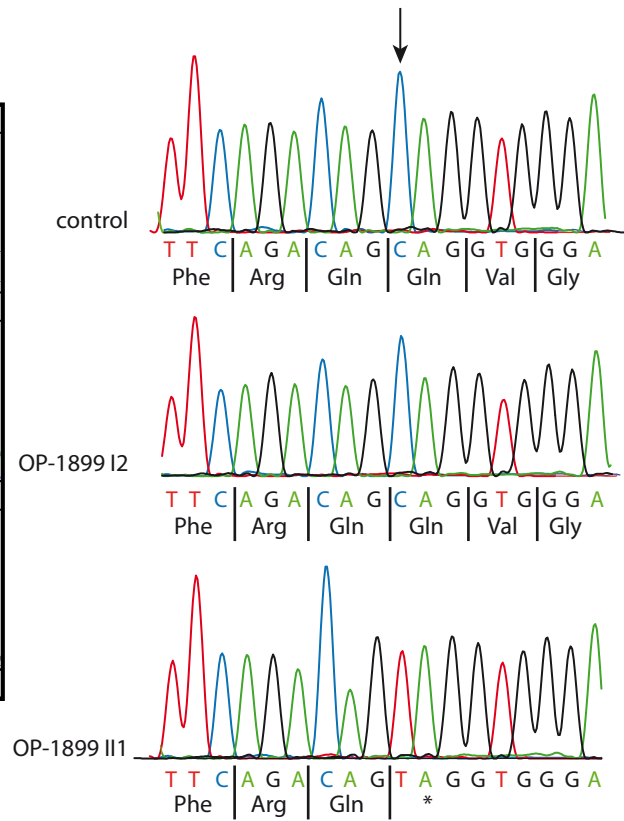 control
T T C A G A C A G C A G G T G G G A
Phe Arg Gln Gln Val Gly
OP-1899 I2
T T C A G A C A G C A G G T G G G A
Phe Arg Gln Gln Val Gly
OP-1899 II1
T T C A G A C A G T A G G T G G G A
Phe Arg Gln *